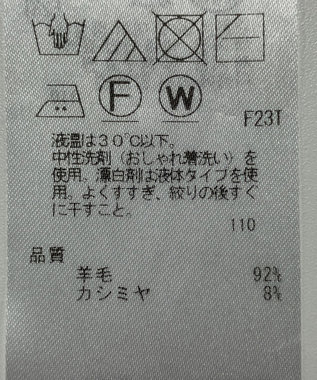 F W
F23T
液温は30℃以下。
中性洗剤（おしゃれ着洗い）を
使用。漂白剤は液体タイプを使
用。よくすすぎ、絞りの後すぐ
に干すこと。
110
品質
羊毛 92%
カシミヤ 8%